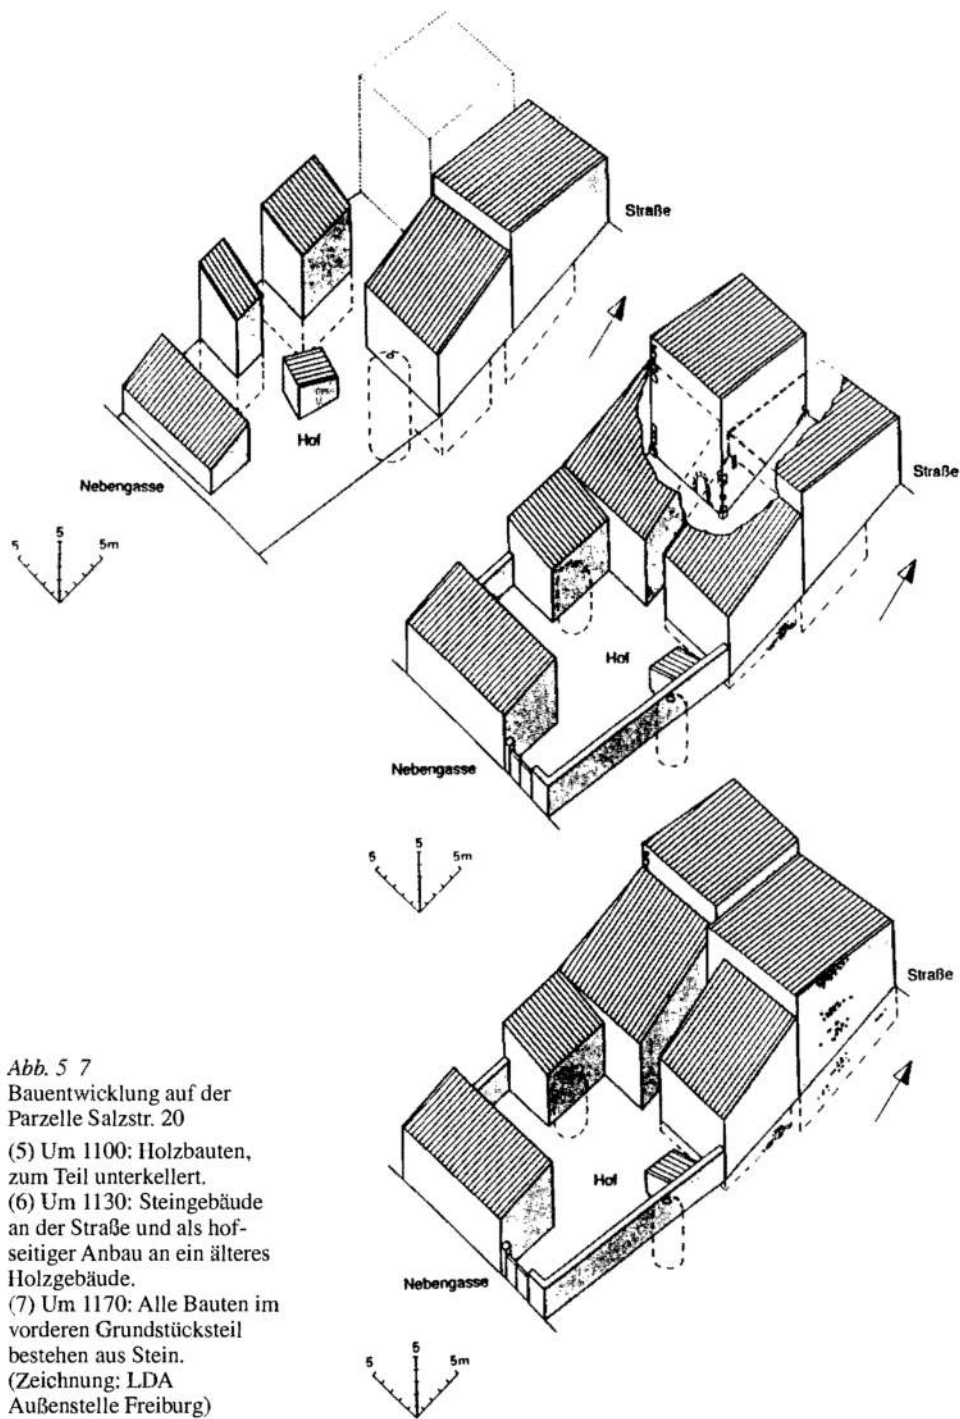 Straße
Hof
Nebengasse
5
5
5m
Straße
Hof
Nebengasse
5
5
5m
Straße
Hof
Nebengasse
5
5
5m
Abb. 5 7
Bauentwicklung auf der
Parzelle Salzstr. 20
(5) Um 1100: Holzbauten,
zum Teil unterkellert.
(6) Um 1130: Steingebäude
an der Straße und als hof-
seitiger Anbau an ein älteres
Holzgebäude.
(7) Um 1170: Alle Bauten im
vorderen Grundstücksteil
bestehen aus Stein.
(Zeichnung: LDA
Außenstelle Freiburg)